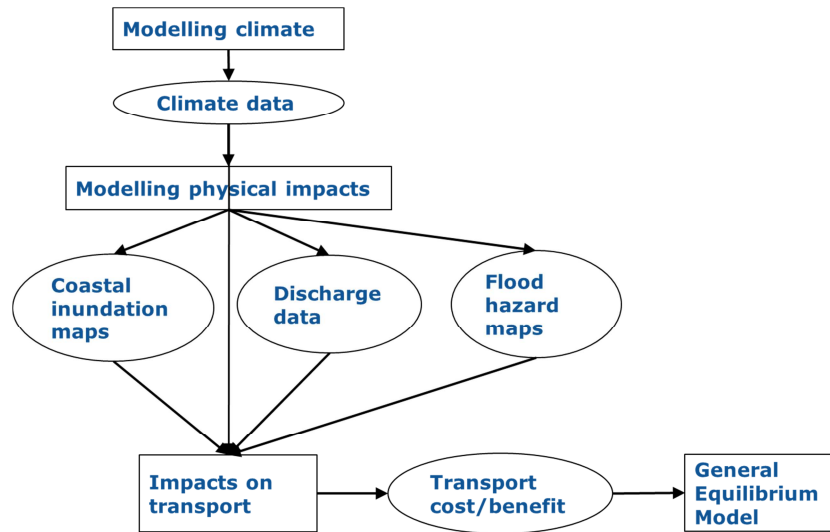 Modelling climate
Climate data
Modelling physical impacts
Coastal
inundation
maps
Discharge
data
Flood
hazard
maps
Impacts on
transport
Transport
cost/benefit
General
Equilibrium
Model